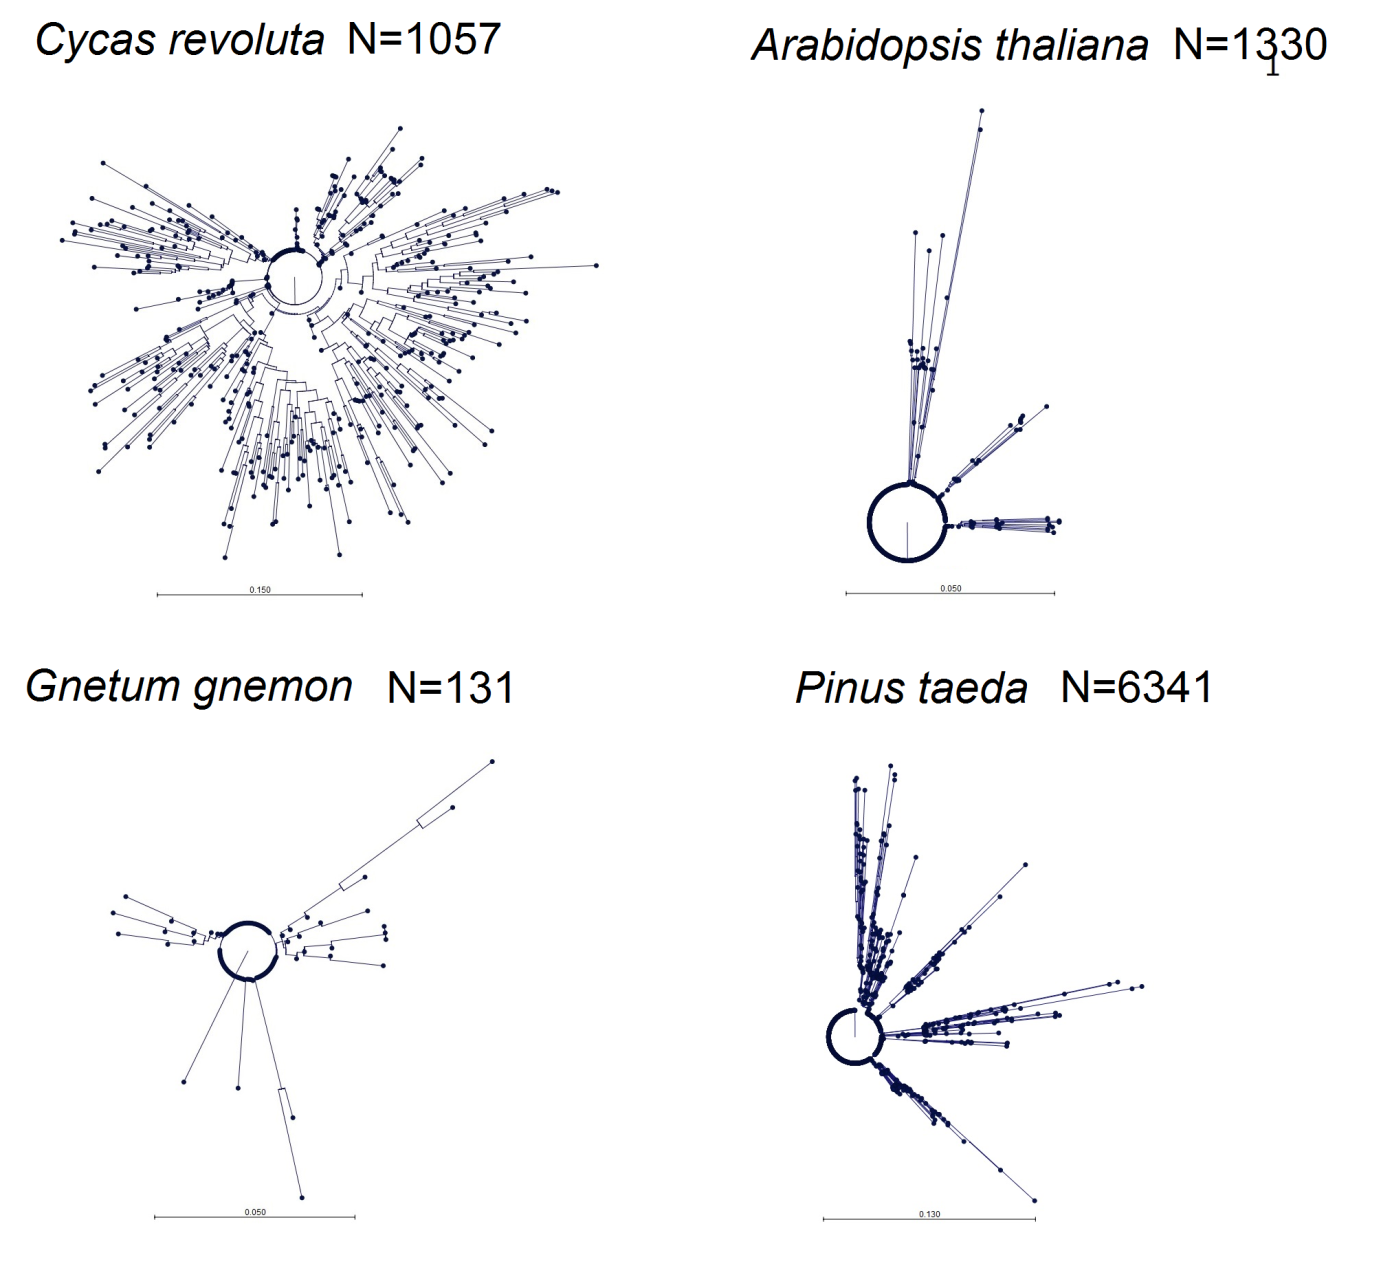 Cycas revoluta N=1057
Arabidopsis thaliana N=1330
1
0.150
0.050
Gnetum gnemon N=131
Pinus taeda N=6341
0.050
0.130